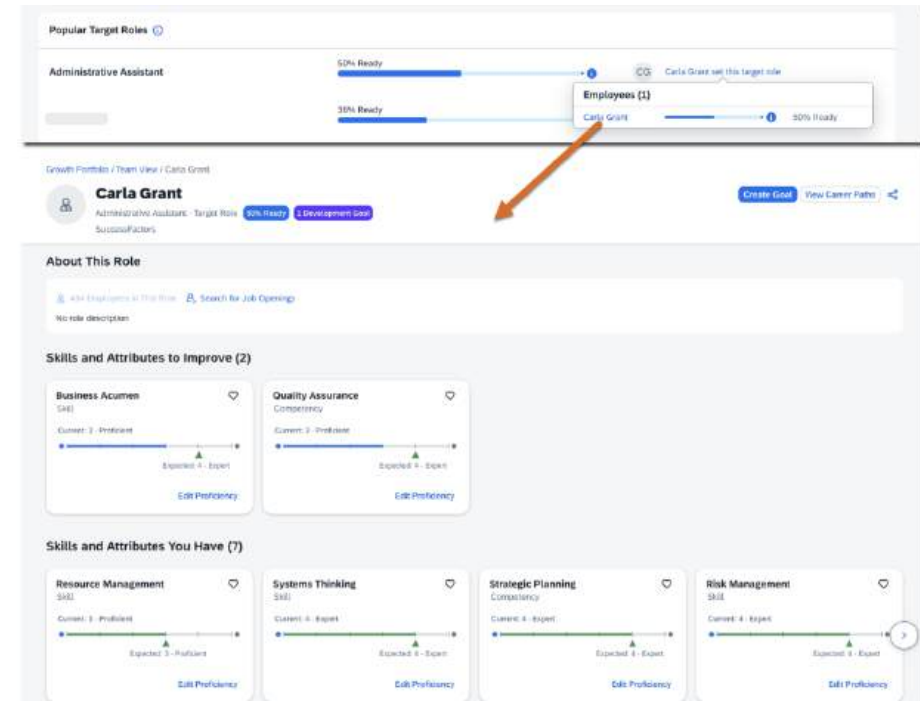 Popular Target Roles
Administrative Assistant
50% Ready
CG Carla Grant set this target role
Employees (1)
Carla Grant 50% Ready
Ready
Growth Portfolio / Team View / Carla Grant
Carla Grant
Administrative Assistant - Target Role 50% Ready 1 Development Goal
SuccessFactors
Create Goal View Career Paths
About This Role
Employees in This Role Search for Job Openings
No role description
Skills and Attributes to Improve (2)
Business Acumen
Skill
Current: 3 - Proficient
Expected: 4 - Expert
Edit Proficiency
Quality Assurance
Competency
Current: 3 - Proficient
Expected: 4 - Expert
Edit Proficiency
Skills and Attributes You Have (7)
Resource Management
Skill
Current: 3 - Proficient
Expected: 3 - Proficient
Edit Proficiency
Systems Thinking
Skill
Current: 4 - Expert
Expected: 4 - Expert
Edit Proficiency
Strategic Planning
Competency
Current: 4 - Expert
Expected: 4 - Expert
Edit Proficiency
Risk Management
Skill
Current: 4 - Expert
Expected: 4 - Expert
Edit Proficiency